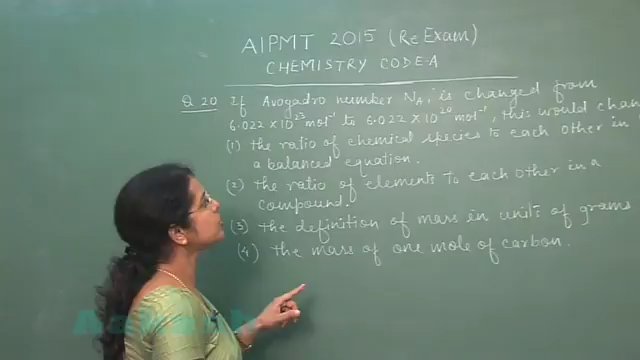 AIPMT 2015 (Re Exam)
CHEMISTRY CODE-A
Q 20 If Avogadro number NA, is changed from
6.022 × 10²³ mol⁻¹ to 6.022 × 10²⁰ mol⁻¹, this would chan
(1) the ratio of chemical species to each other in
a balanced equation.
(2) the ratio of elements to each other in a
compound.
(3) the definition of mass in units of grams
(4) the mass of one mole of carbon.